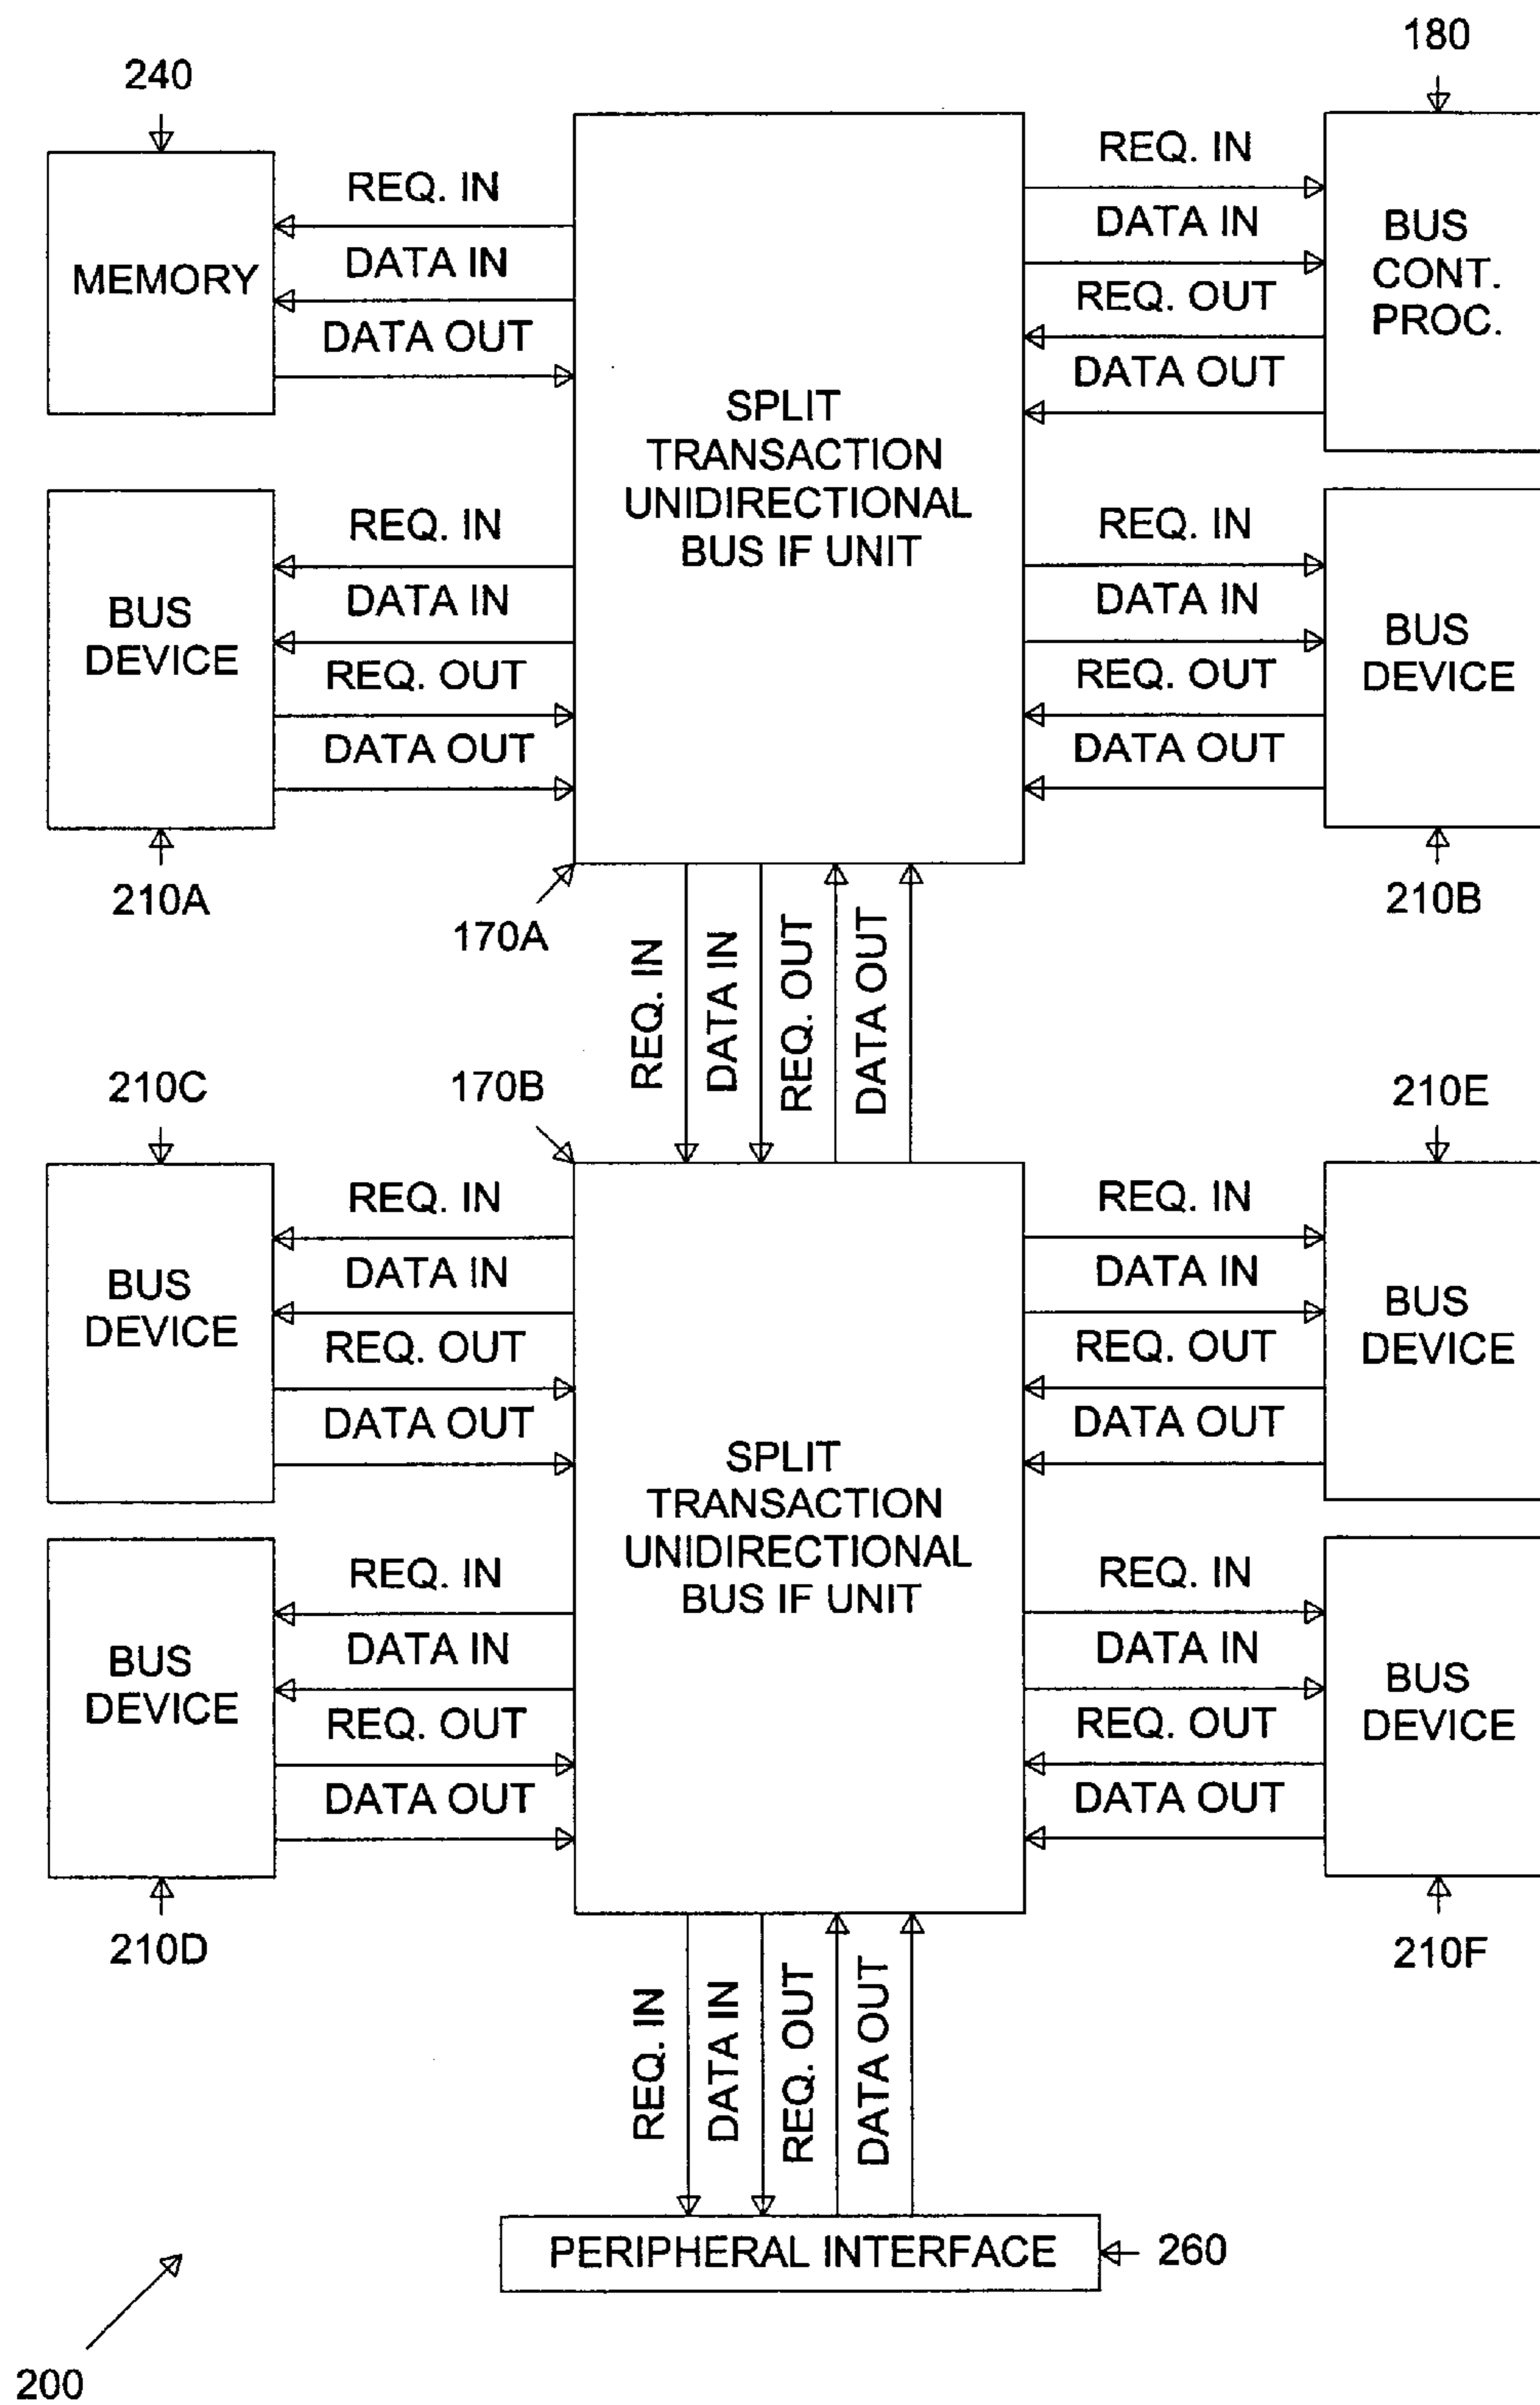 240
180
MEMORY
REQ. IN
DATA IN
DATA OUT
SPLIT
TRANSACTION
UNIDIRECTIONAL
BUS IF UNIT
REQ. IN
DATA IN
REQ. OUT
DATA OUT
BUS
CONT.
PROC.
BUS
DEVICE
REQ. IN
DATA IN
REQ. OUT
DATA OUT
REQ. IN
DATA IN
REQ. OUT
DATA OUT
BUS
DEVICE
210A
170A
210B
REQ. IN
DATA IN
REQ. OUT
DATA OUT
210C
170B
210E
BUS
DEVICE
REQ. IN
DATA IN
REQ. OUT
DATA OUT
SPLIT
TRANSACTION
UNIDIRECTIONAL
BUS IF UNIT
REQ. IN
DATA IN
REQ. OUT
DATA OUT
BUS
DEVICE
BUS
DEVICE
REQ. IN
DATA IN
REQ. OUT
DATA OUT
REQ. IN
DATA IN
REQ. OUT
DATA OUT
BUS
DEVICE
210D
210F
REQ. IN
DATA IN
REQ. OUT
DATA OUT
PERIPHERAL INTERFACE
260
200